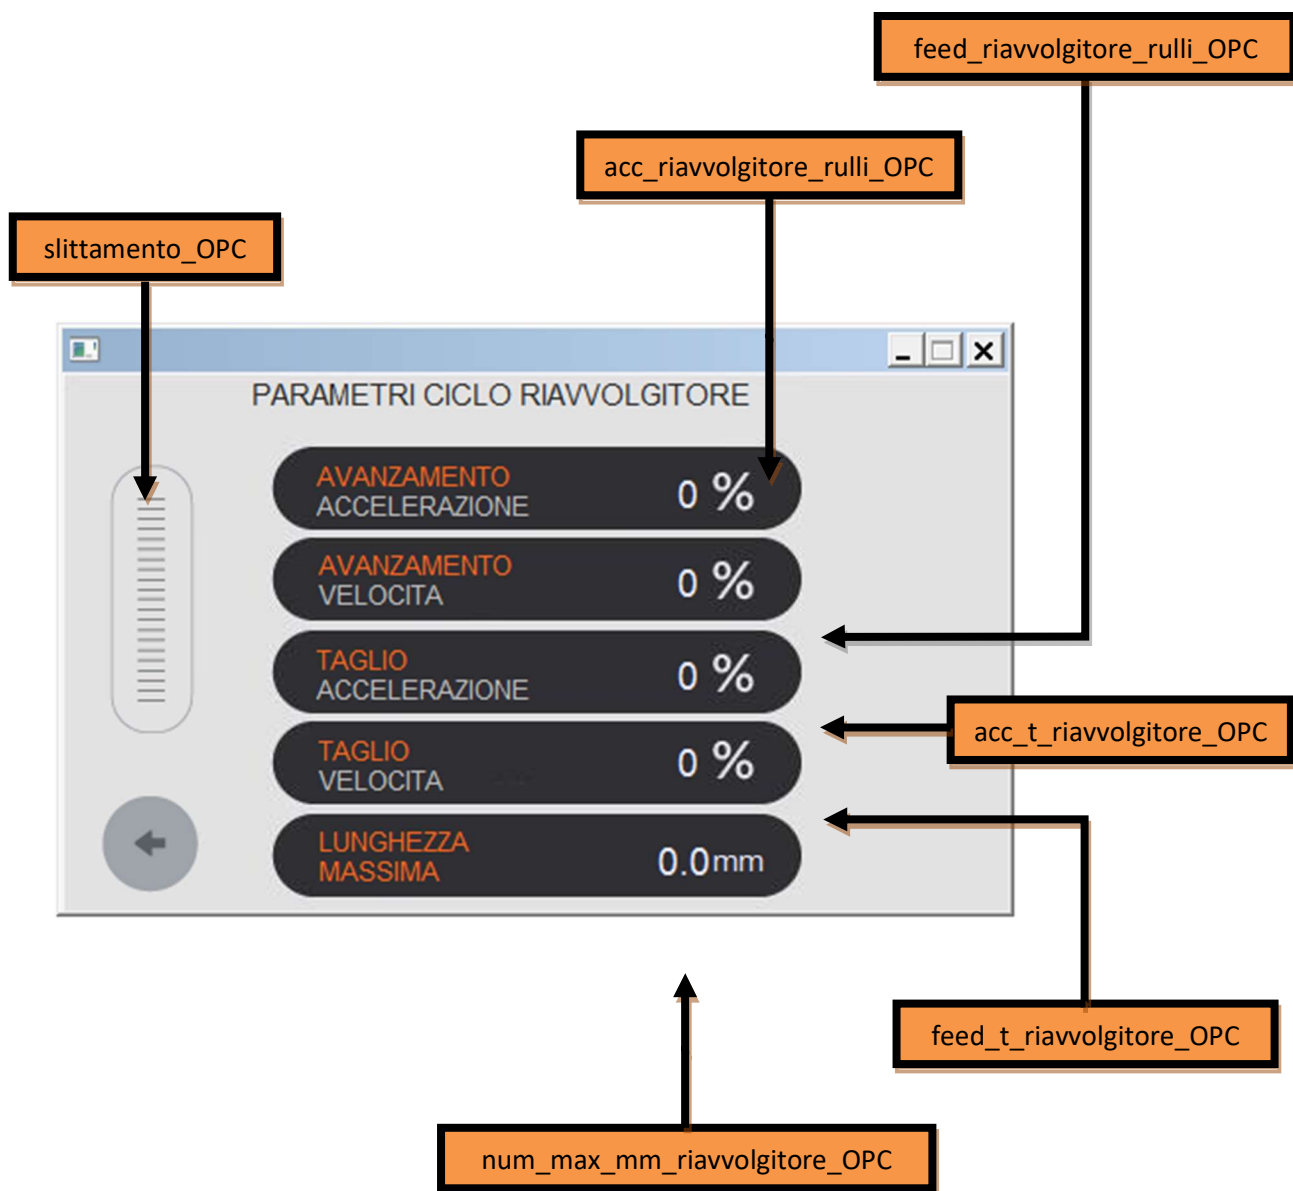 feed_riavvolgitore_rulli_OPC
acc_riavvolgitore_rulli_OPC
slittamento_OPC
PARAMETRI CICLO RIAVVOLGITORE
AVANZAMENTO
ACCELERAZIONE
0 %
AVANZAMENTO
VELOCITA
0 %
TAGLIO
ACCELERAZIONE
0 %
acc_t_riavvolgitore_OPC
TAGLIO
VELOCITA
0 %
LUNGHEZZA
MASSIMA
0.0mm
feed_t_riavvolgitore_OPC
num_max_mm_riavvolgitore_OPC